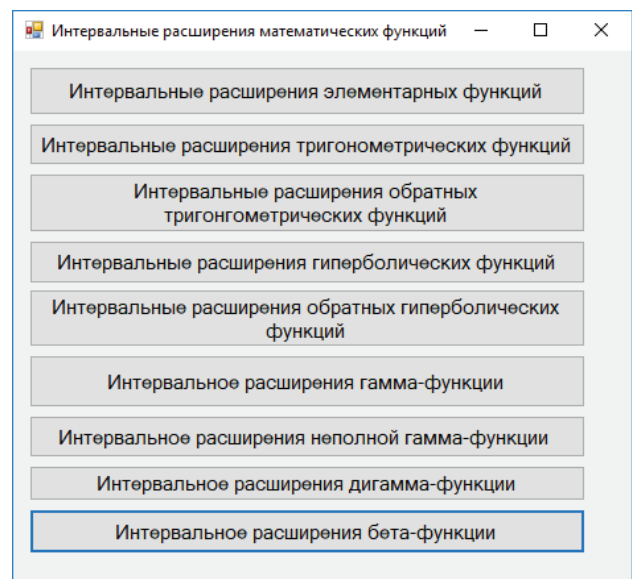 Интервальные расширения математических функций
Интервальные расширения элементарных функций
Интервальные расширения тригонометрических функций
Интервальные расширения обратных
тригонгометрических функций
Интервальные расширения гиперболических функций
Интервальные расширения обратных гиперболических
функций
Интервальное расширения гамма-функции
Интервальное расширения неполной гамма-функции
Интервальное расширения дигамма-функции
Интервальное расширения бета-функции